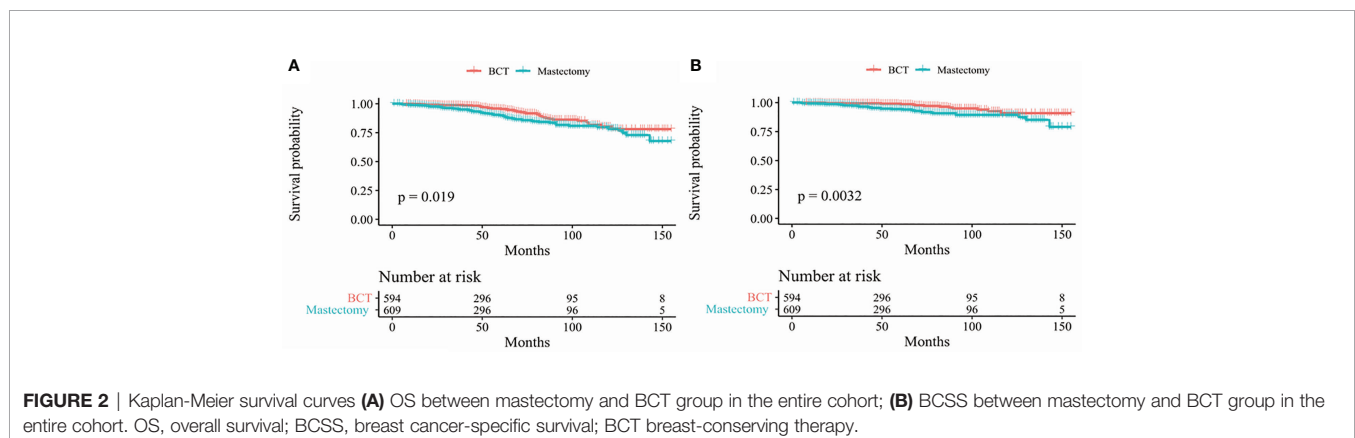 A
BCT Mastectomy
Survival probability
1.00
0.75
0.50
0.25
0.00
p = 0.019
0 50 100 150
Months
Number at risk
BCT 594 296 95 8
Mastectomy 609 296 96 5
0 50 100 150
Months
B
BCT Mastectomy
Survival probability
1.00
0.75
0.50
0.25
0.00
p = 0.0032
0 50 100 150
Months
Number at risk
BCT 594 296 95 8
Mastectomy 609 296 96 5
0 50 100 150
Months
FIGURE 2 | Kaplan-Meier survival curves (A) OS between mastectomy and BCT group in the entire cohort; (B) BCSS between mastectomy and BCT group in the
entire cohort. OS, overall survival; BCSS, breast cancer-specific survival; BCT breast-conserving therapy.